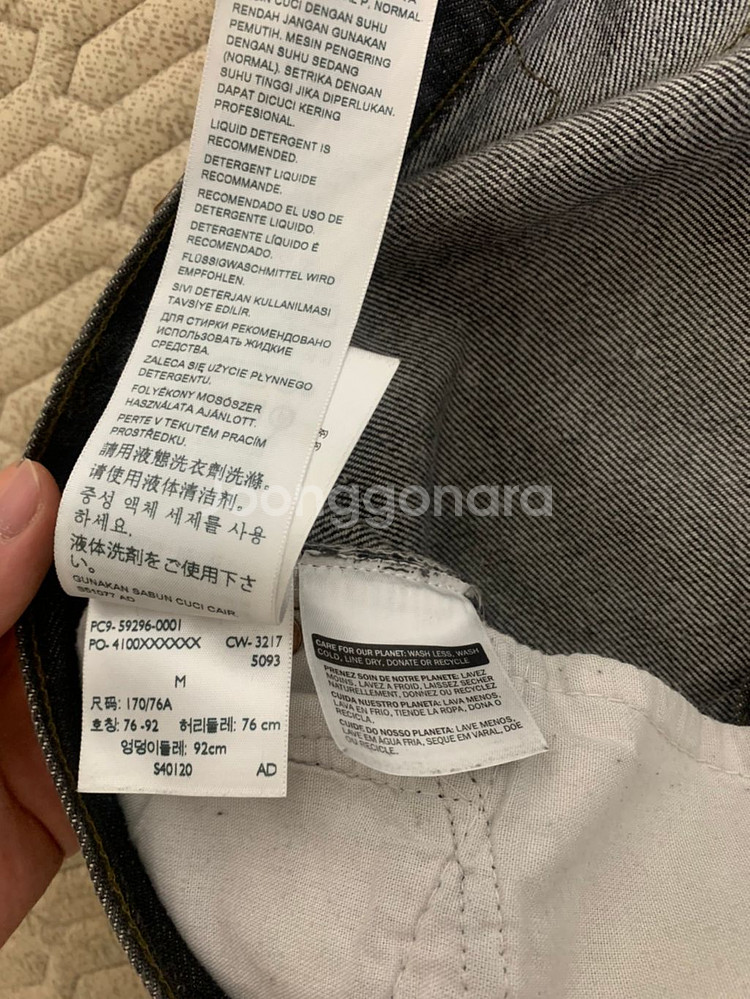 P. NORMAL
CUCI DENGAN SUHU
RENDAH JANGAN GUNAKAN
PEMUTIH. MESIN PENGERING
DENGAN SUHU SEDANG
(NORMAL). SETRIKA DENGAN
SUHU TINGGI JIKA DIPERLUKAN.
DAPAT DICUCI KERING
PROFESIONAL.
LIQUID DETERGENT IS
RECOMMENDED.
DETERGENT LIQUIDE
RECOMMANDE.
RECOMENDADO EL USO DE
DETERGENTE LIQUIDO.
DETERGENTE LÍQUIDO É
RECOMENDADO.
FLÜSSIGWASCHMITTEL WIRD
EMPFOHLEN.
SIVI DETERJAN KULLANILMASI
TAVSİYE EDİLİR.
ДЛЯ СТИРКИ РЕКОМЕНДОВАНО
ИСПОЛЬЗОВАТЬ ЖИДКИЕ
СРЕДСТВА.
ZALECA SIĘ UŻYCIE PŁYNNEGO
DETERGENTU.
FOLYÉKONY MOSÓSZER
HASZNÁLATA AJÁNLOTT.
PERTE V TEKUTÉM PRACÍM
PROSTŘEDKU.
請用液態洗衣劑洗滌。
请使用液体清洁剂。
중성 액체 세제를 사용
하세요.
液体洗剤をご使用下さ
い。
GUNAKAN SABUN CUCI CAIR.
S51077 AD
joonggonara
PC9- 59296-0001
PO- 4100XXXXXX CW- 3217
5093
M
尺码: 170/76A
호칭: 76 -92 허리둘레: 76 cm
엉덩이둘레: 92cm
S40120 AD
CARE FOR OUR PLANET: WASH LESS, WASH
COLD, LINE DRY, DONATE OR RECYCLE
PRENEZ SOIN DE NOTRE PLANETE: LAVEZ
MOINS, LAVEZ A FROID, LAISSEZ SECHER
NATURELLEMENT, DONNEZ OU RECYCLEZ
CUIDA NUESTRO PLANETA: LAVA MENOS,
LAVA EN FRIO, TIENDE LA ROPA, DONA O
RECICLA.
CUIDE DO NOSSO PLANETA: LAVE MENOS,
LAVE EM ÁGUA FRIA, SEQUE EM VARAL, DOE
OU RECICLE.